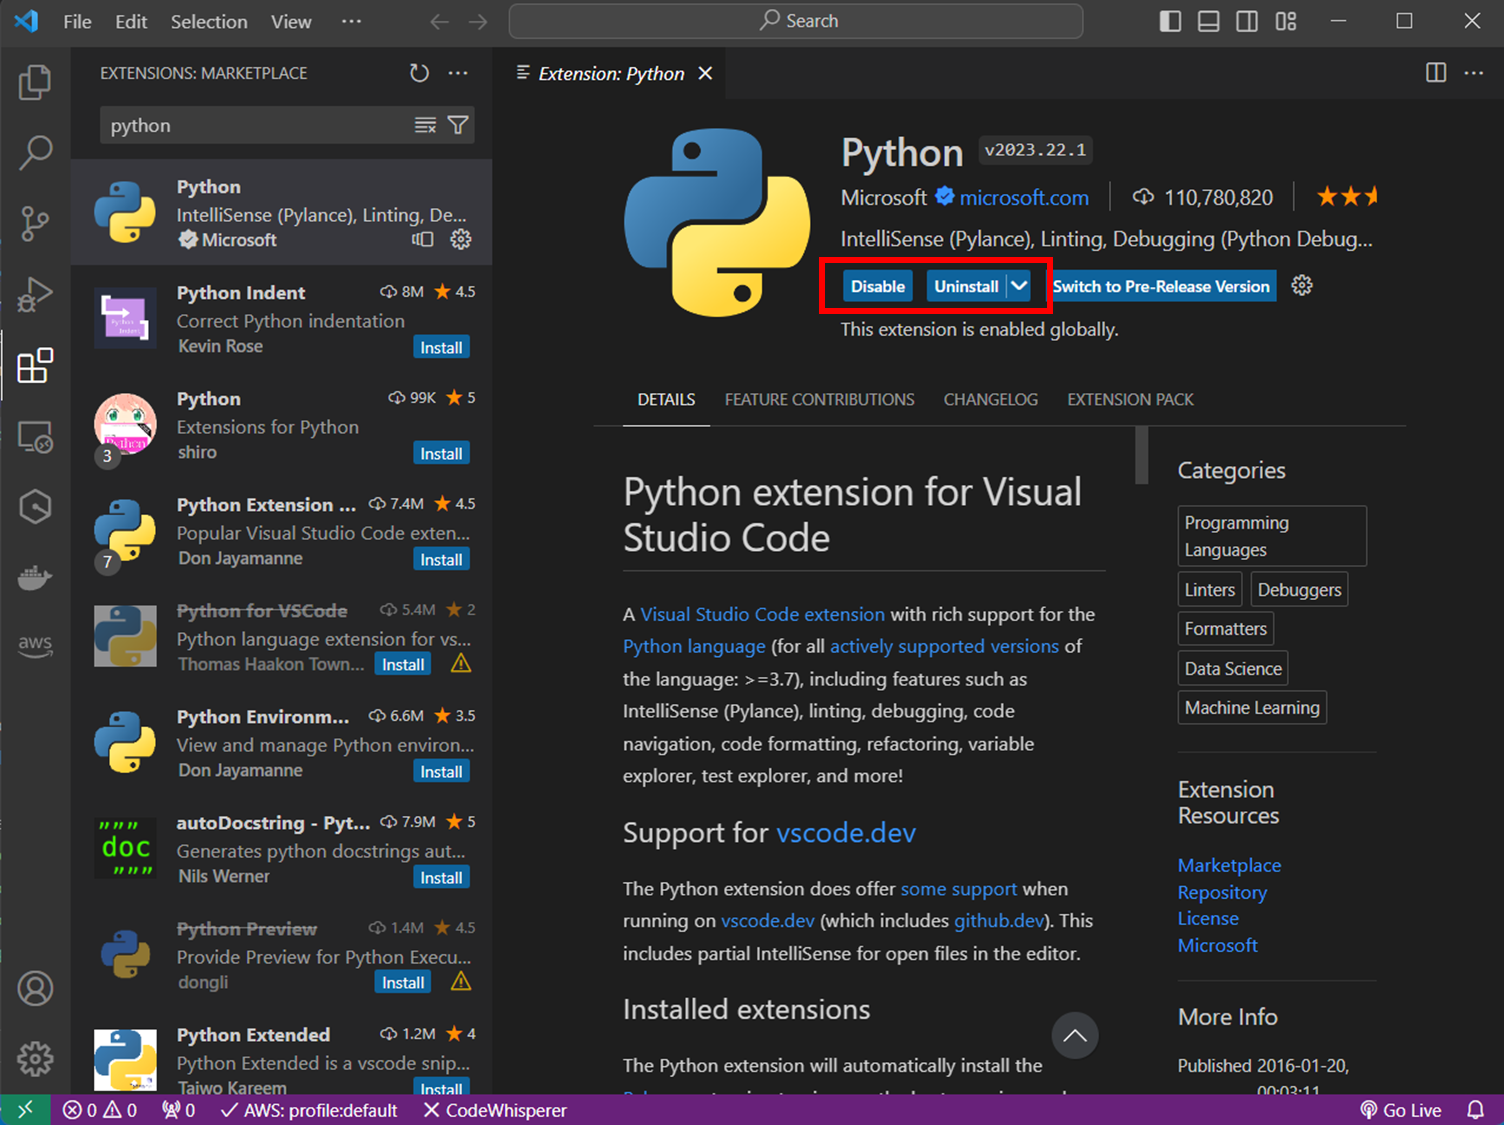 File Edit Selection View ··· Search
EXTENSIONS: MARKETPLACE ···
python
Python
IntelliSense (Pylance), Linting, De...
Microsoft
Python Indent 8M 4.5
Correct Python indentation
Kevin Rose Install
Python 99K 5
Extensions for Python
shiro Install
Python
3
Python Extension ... 7.4M 4.5
Popular Visual Studio Code exten...
Don Jayamanne Install
7
Python for VSCode 5.4M 2
Python language extension for vs...
Thomas Haakon Town... Install
Python Environm... 6.6M 3.5
View and manage Python environ...
Don Jayamanne Install
autoDocstring - Pyt... 7.9M 5
Generates python docstrings aut...
Nils Werner Install
""" doc """
Python Preview 1.4M 4.5
Provide Preview for Python Execu...
dongli Install
Python Extended 1.2M 4
Python Extended is a vscode snip...
Taiwo Kareem Install
aws
Extension: Python ···
Python v2023.22.1
Microsoft microsoft.com 110,780,820
IntelliSense (Pylance), Linting, Debugging (Python Debug...
Disable Uninstall Switch to Pre-Release Version
This extension is enabled globally.
DETAILS FEATURE CONTRIBUTIONS CHANGELOG EXTENSION PACK
Python extension for Visual
Studio Code
A Visual Studio Code extension with rich support for the
Python language (for all actively supported versions of
the language: >=3.7), including features such as
IntelliSense (Pylance), linting, debugging, code
navigation, code formatting, refactoring, variable
explorer, test explorer, and more!
Support for vscode.dev
The Python extension does offer some support when
running on vscode.dev (which includes github.dev). This
includes partial IntelliSense for open files in the editor.
Installed extensions
The Python extension will automatically install the
Categories
Programming
Languages
Linters Debuggers
Formatters
Data Science
Machine Learning
Extension
Resources
Marketplace
Repository
License
Microsoft
More Info
Published 2016-01-20,
00:03:11
0 0 0 AWS: profile:default CodeWhisperer Go Live